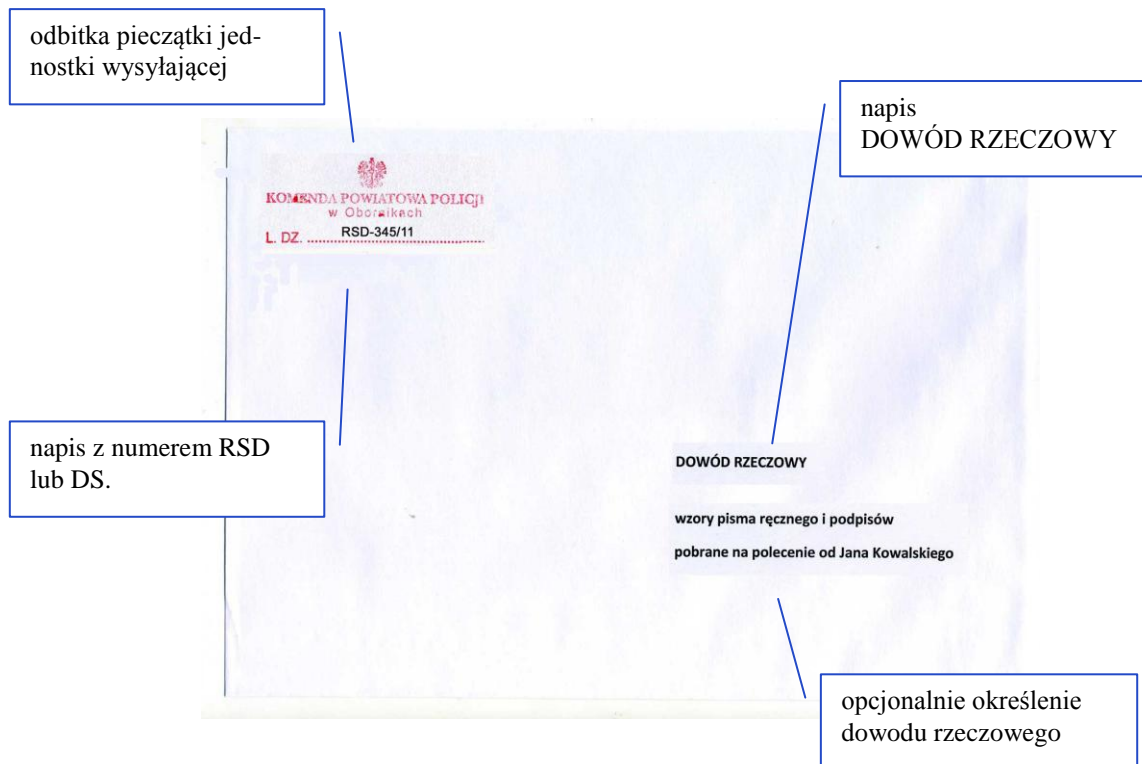 odbitka pieczątki jed-
nostki wysyłającej
napis
DOWÓD RZECZOWY
KOMENDA POWIATOWA POLICJI
w Obornikach
L. DZ. .......RSD-345/11.......
napis z numerem RSD
lub DS.
DOWÓD RZECZOWY
wzory pisma ręcznego i podpisów
pobrane na polecenie od Jana Kowalskiego
opcjonalnie określenie
dowodu rzeczowego